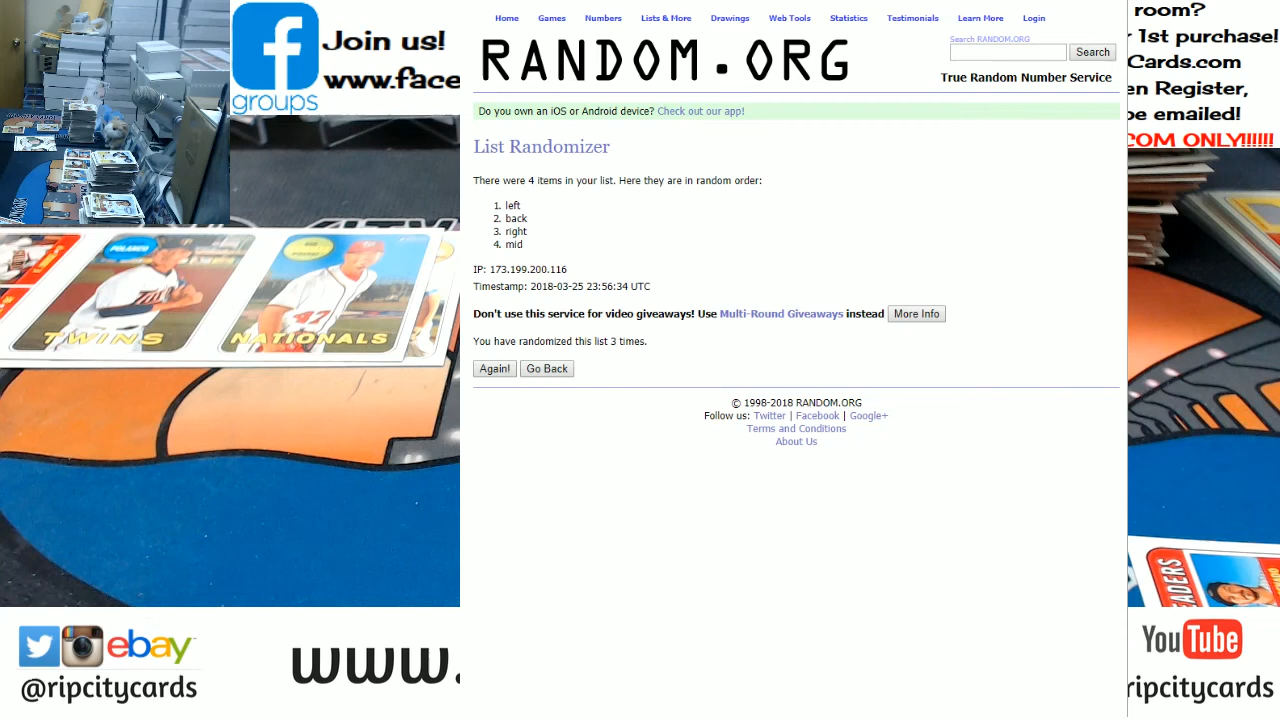 Join us!
www.face
groups
POLANCO
TWINS
NATIONALS
ebay
@ripcitycards
www.
Home Games Numbers Lists & More Drawings Web Tools Statistics Testimonials Learn More Login
RANDOM.ORG
Search RANDOM.ORG
Search
True Random Number Service
Do you own an iOS or Android device? Check out our app!
List Randomizer
There were 4 items in your list. Here they are in random order:
1. left
2. back
3. right
4. mid
IP: 173.199.200.116
Timestamp: 2018-03-25 23:56:34 UTC
Don't use this service for video giveaways! Use Multi-Round Giveaways instead More Info
You have randomized this list 3 times.
Again! Go Back
© 1998-2018 RANDOM.ORG
Follow us: Twitter | Facebook | Google+
Terms and Conditions
About Us
room?
r 1st purchase!
Cards.com
en Register,
be emailed!
COM ONLY!!!!!!
EADERS
YouTube
ripcitycards